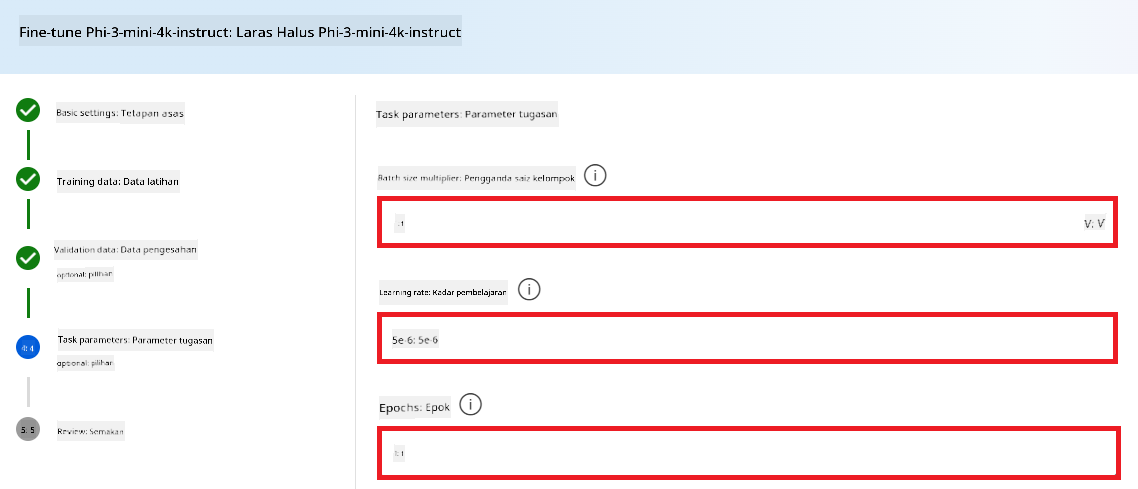 Fine-tune Phi-3-mini-4k-instruct: Laras Halus Phi-3-mini-4k-instruct
Basic settings: Tetapan asas
Training data: Data latihan
Validation data: Data pengesahan
optional: pilihan
4: 4
Task parameters: Parameter tugasan
optional: pilihan
5: 5
Review: Semakan
Task parameters: Parameter tugasan
Batch size multiplier: Pengganda saiz kelompok
V: V
Learning rate: Kadar pembelajaran
5e-6: 5e-6
Epochs: Epok